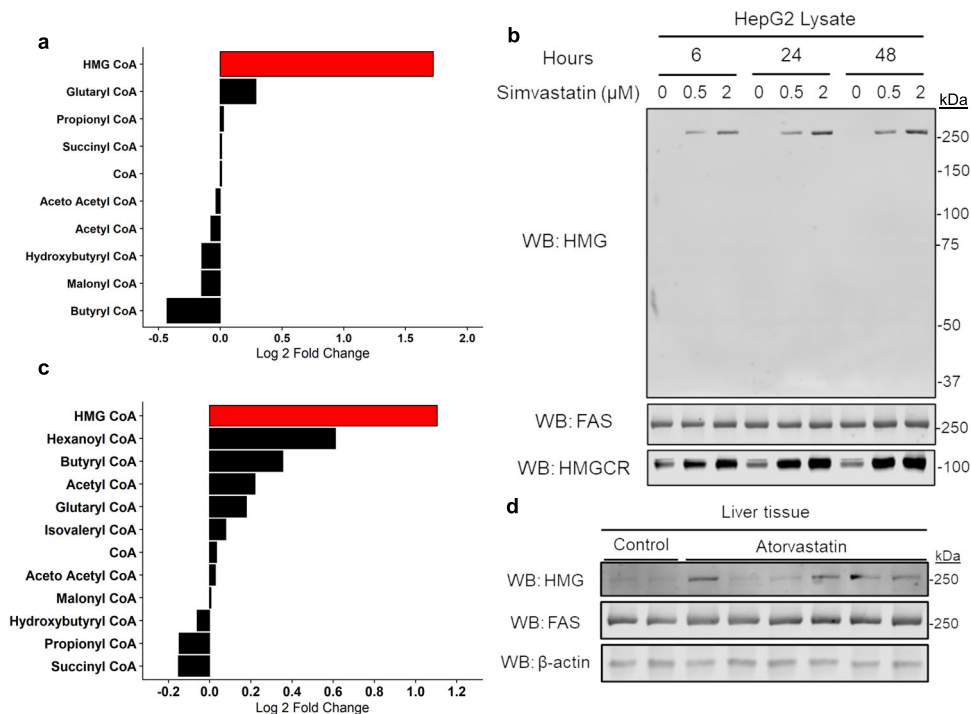 a
HMG CoA
Glutaryl CoA
Propionyl CoA
Succinyl CoA
CoA
Aceto Acetyl CoA
Acetyl CoA
Hydroxybutyryl CoA
Malonyl CoA
Butyryl CoA
-0.5 0.0 0.5 1.0 1.5 2.0
Log 2 Fold Change
b
HepG2 Lysate
Hours 6 24 48
Simvastatin (μM) 0 0.5 2 0 0.5 2 0 0.5 2
kDa
-250
-150
-100
WB: HMG
-75
-50
-37
WB: FAS
-250
WB: HMGCR
-100
c
HMG CoA
Hexanoyl CoA
Butyryl CoA
Acetyl CoA
Glutaryl CoA
Isovaleryl CoA
CoA
Aceto Acetyl CoA
Malonyl CoA
Hydroxybutyryl CoA
Propionyl CoA
Succinyl CoA
-0.2 0.0 0.2 0.4 0.6 0.8 1.0 1.2
Log 2 Fold Change
d
Liver tissue
Control Atorvastatin
kDa
WB: HMG
-250
WB: FAS
-250
WB: β-actin